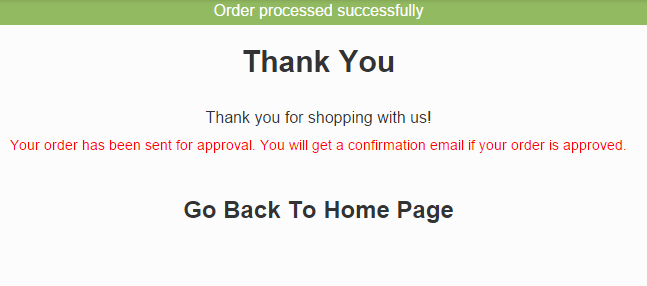 Order processed successfully
Thank You
Thank you for shopping with us!
Your order has been sent for approval. You will get a confirmation email if your order is approved.
Go Back To Home Page